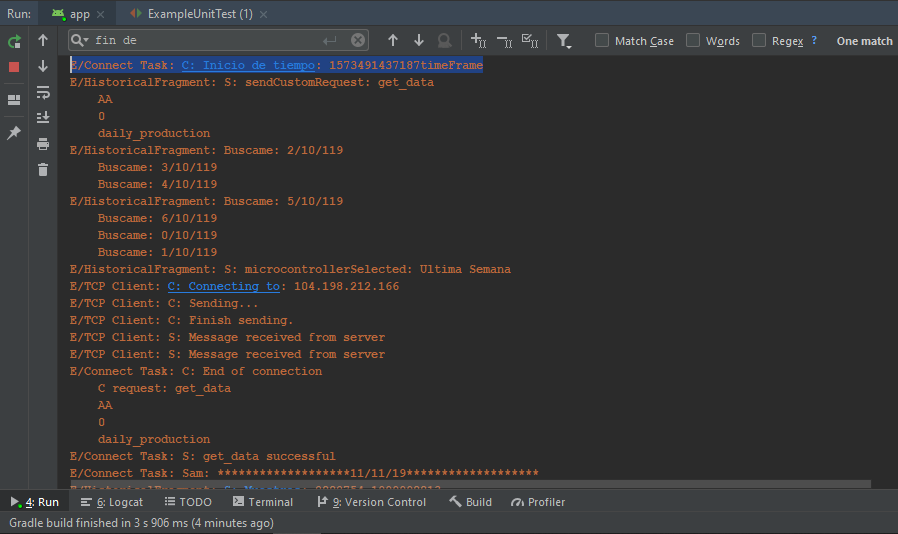 Run: app × ExampleUnitTest (1) ×
fin de Match Case Words Regex ? One match
E/Connect Task: C: Inicio de tiempo: 1573491437187timeFrame
E/HistoricalFragment: S: sendCustomRequest: get_data
AA
0
daily_production
E/HistoricalFragment: Buscame: 2/10/119
Buscame: 3/10/119
Buscame: 4/10/119
E/HistoricalFragment: Buscame: 5/10/119
Buscame: 6/10/119
Buscame: 0/10/119
Buscame: 1/10/119
E/HistoricalFragment: S: microcontrollerSelected: Ultima Semana
E/TCP Client: C: Connecting to: 104.198.212.166
E/TCP Client: C: Sending...
E/TCP Client: C: Finish sending.
E/TCP Client: S: Message received from server
E/TCP Client: S: Message received from server
E/Connect Task: C: End of connection
C request: get_data
AA
0
daily_production
E/Connect Task: S: get_data successful
E/Connect Task: Sam: *******************11/11/19*******************
E/HistoricalFragment: S: Muestras:
4: Run 6: Logcat TODO Terminal 9: Version Control Build Profiler
Gradle build finished in 3 s 906 ms (4 minutes ago)